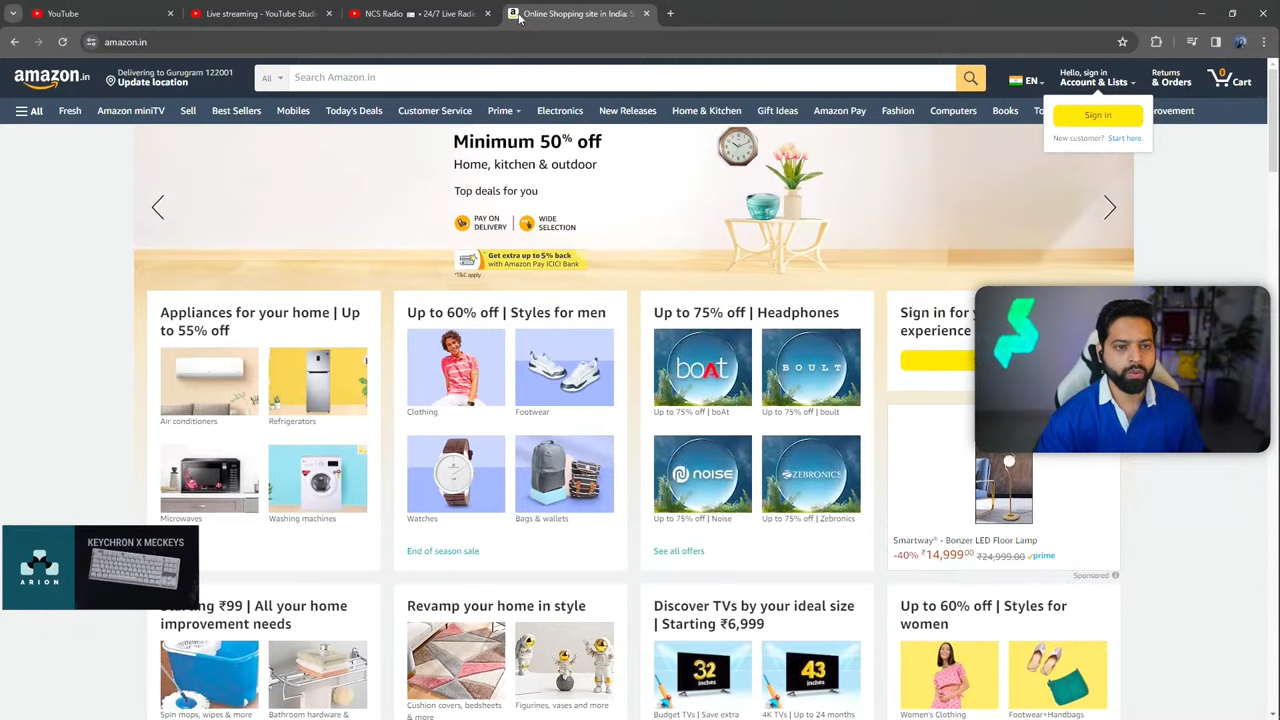 YouTube
Live streaming - YouTube Studio
NCS Radio • 24/7 Live Radio
Online Shopping site in India: S
amazon.in
amazon.in
Delivering to Gurugram 122001
Update location
All
Search Amazon.in
EN
Hello, sign in
Account & Lists
Returns
& Orders
0
Cart
All
Fresh
Amazon miniTV
Sell
Best Sellers
Mobiles
Today's Deals
Customer Service
Prime
Electronics
New Releases
Home & Kitchen
Gift Ideas
Amazon Pay
Fashion
Computers
Books
To
provement
Sign in
New customer? Start here.
Minimum 50% off
Home, kitchen & outdoor
Top deals for you
PAY ON
DELIVERY
WIDE
SELECTION
Get extra up to 5% back
with Amazon Pay ICICI Bank
*T&C apply
Appliances for your home | Up
to 55% off
Air conditioners
Refrigerators
Microwaves
Washing machines
Up to 60% off | Styles for men
Clothing
Footwear
Watches
Bags & wallets
End of season sale
Up to 75% off | Headphones
boAt
BOULT
Up to 75% off | boAt
Up to 75% off | boult
NOISE
ZEBRONICS
Up to 75% off | Noise
Up to 75% off | Zebronics
See all offers
Sign in for y
experience
Smartway® - Bonzer LED Floor Lamp
-40% ₹14,999.00 ₹24,999.00 prime
Sponsored
ARION
KEYCHRON X MECKEYS
Starting ₹99 | All your home
improvement needs
Spin mops, wipes & more
Bathroom hardware &
Revamp your home in style
Cushion covers, bedsheets
& more
Figurines, vases and more
Discover TVs by your ideal size
| Starting ₹6,999
32
inches
43
inches
Budget TVs | Save extra
4K TVs | Up to 24 months
Up to 60% off | Styles for
women
Women's Clothing
Footwear+Handbags